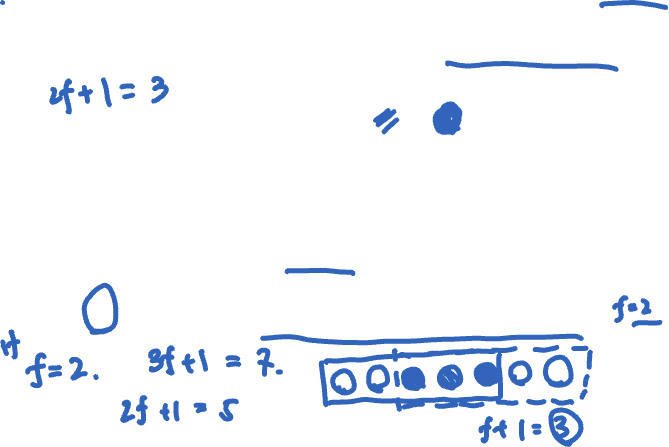 2f+1 = 3
f=2
f=2. 3f+1 = 7.
2f+1 = 5
f+1 = 3